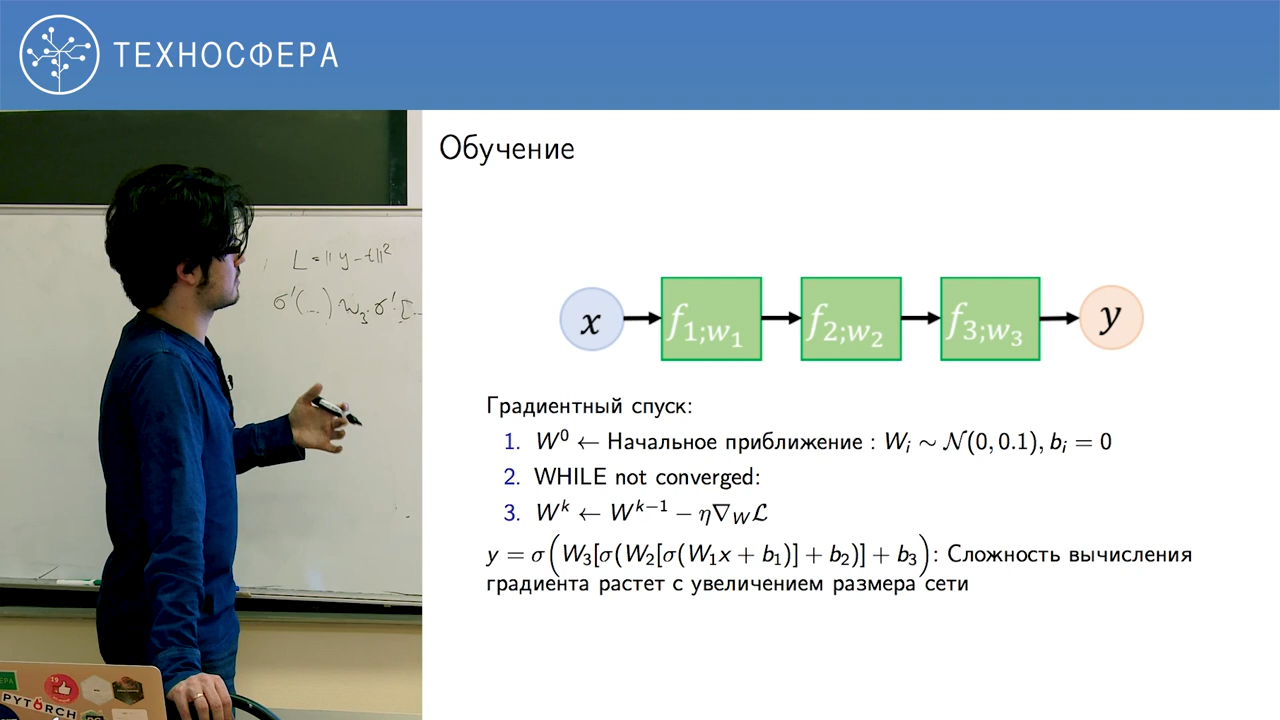 ТЕХНОСФЕРА
Обучение
L = || y - t ||²
σ'(...) w₃ · σ'[...
x → f₁;w₁ → f₂;w₂ → f₃;w₃ → y
Градиентный спуск:
1. W⁰ ← Начальное приближение : Wᵢ ∼ 𝒩(0, 0.1), bᵢ = 0
2. WHILE not converged:
3. Wᵏ ← Wᵏ⁻¹ − η∇_W ℒ
y = σ(W₃[σ(W₂[σ(W₁x + b₁)] + b₂)] + b₃): Сложность вычисления
градиента растет с увеличением размера сети
ЕРА
19
PYTORCH